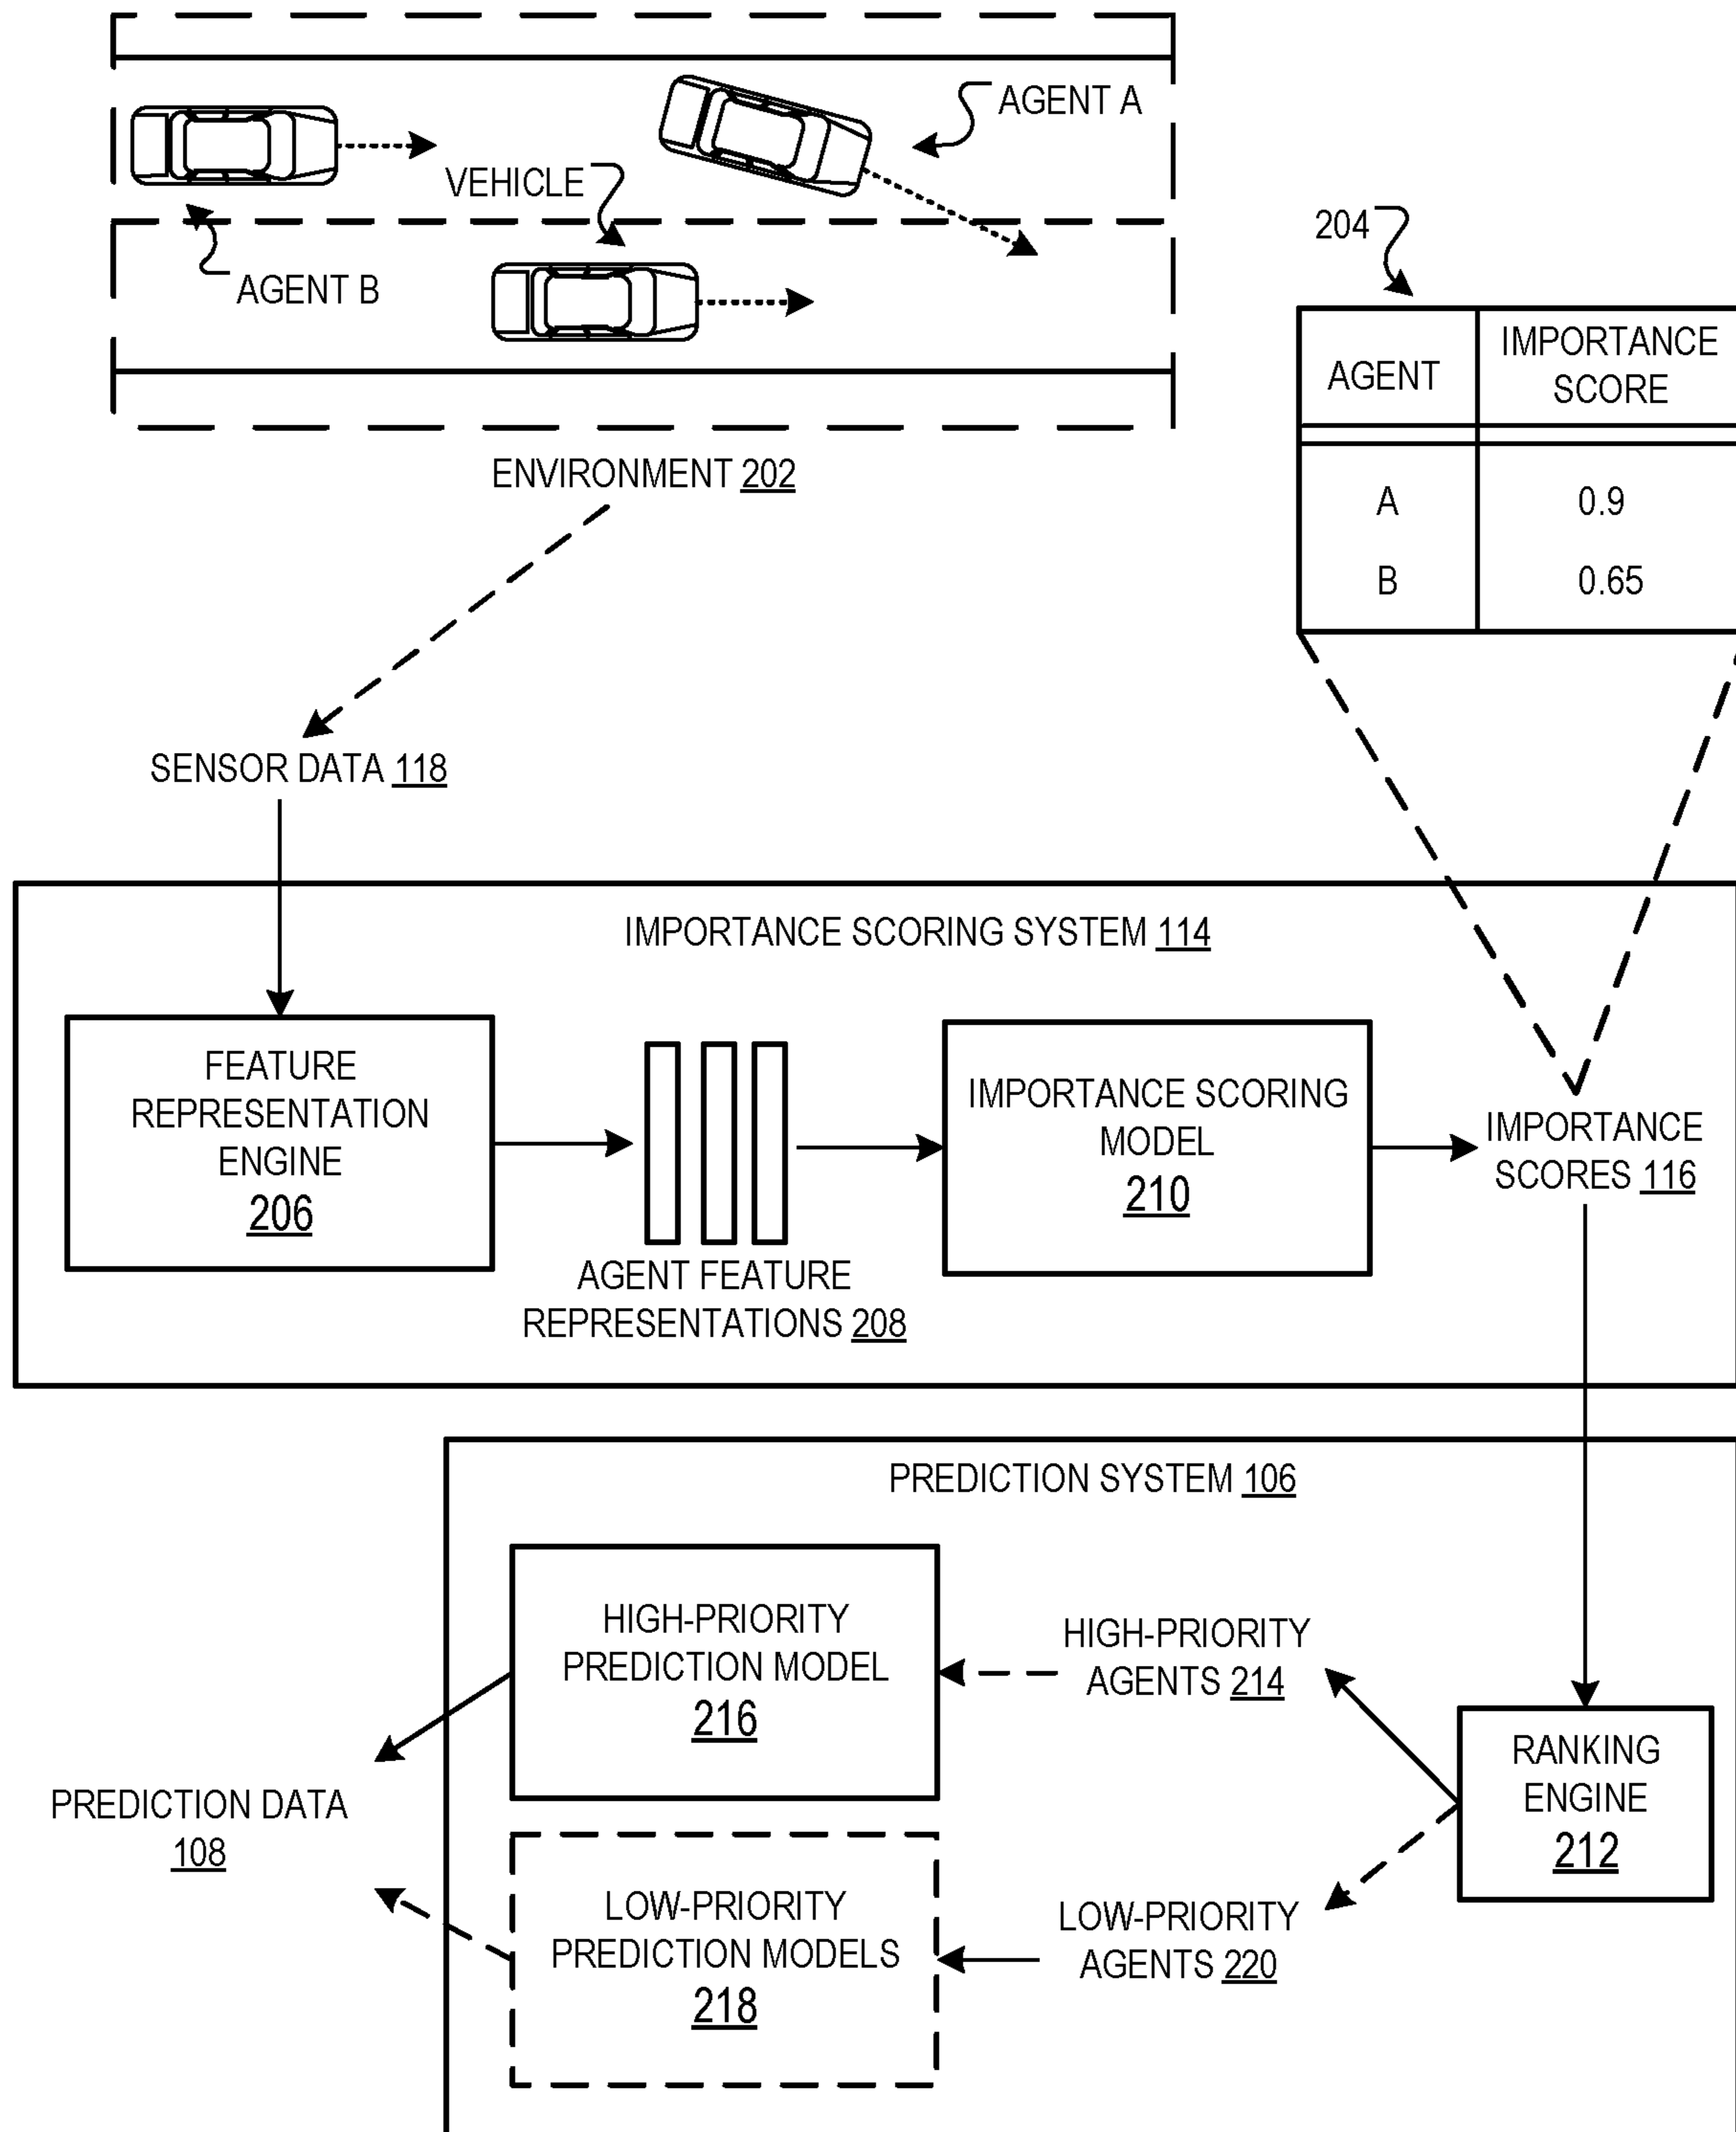 AGENT A
VEHICLE
AGENT B
204
AGENT
IMPORTANCE
SCORE
A 0.9
B 0.65
ENVIRONMENT 202
SENSOR DATA 118
IMPORTANCE SCORING SYSTEM 114
FEATURE
REPRESENTATION
ENGINE
206
AGENT FEATURE
REPRESENTATIONS 208
IMPORTANCE SCORING
MODEL
210
IMPORTANCE
SCORES 116
PREDICTION SYSTEM 106
HIGH-PRIORITY
PREDICTION MODEL
216
HIGH-PRIORITY
AGENTS 214
RANKING
ENGINE
212
PREDICTION DATA
108
LOW-PRIORITY
PREDICTION MODELS
218
LOW-PRIORITY
AGENTS 220